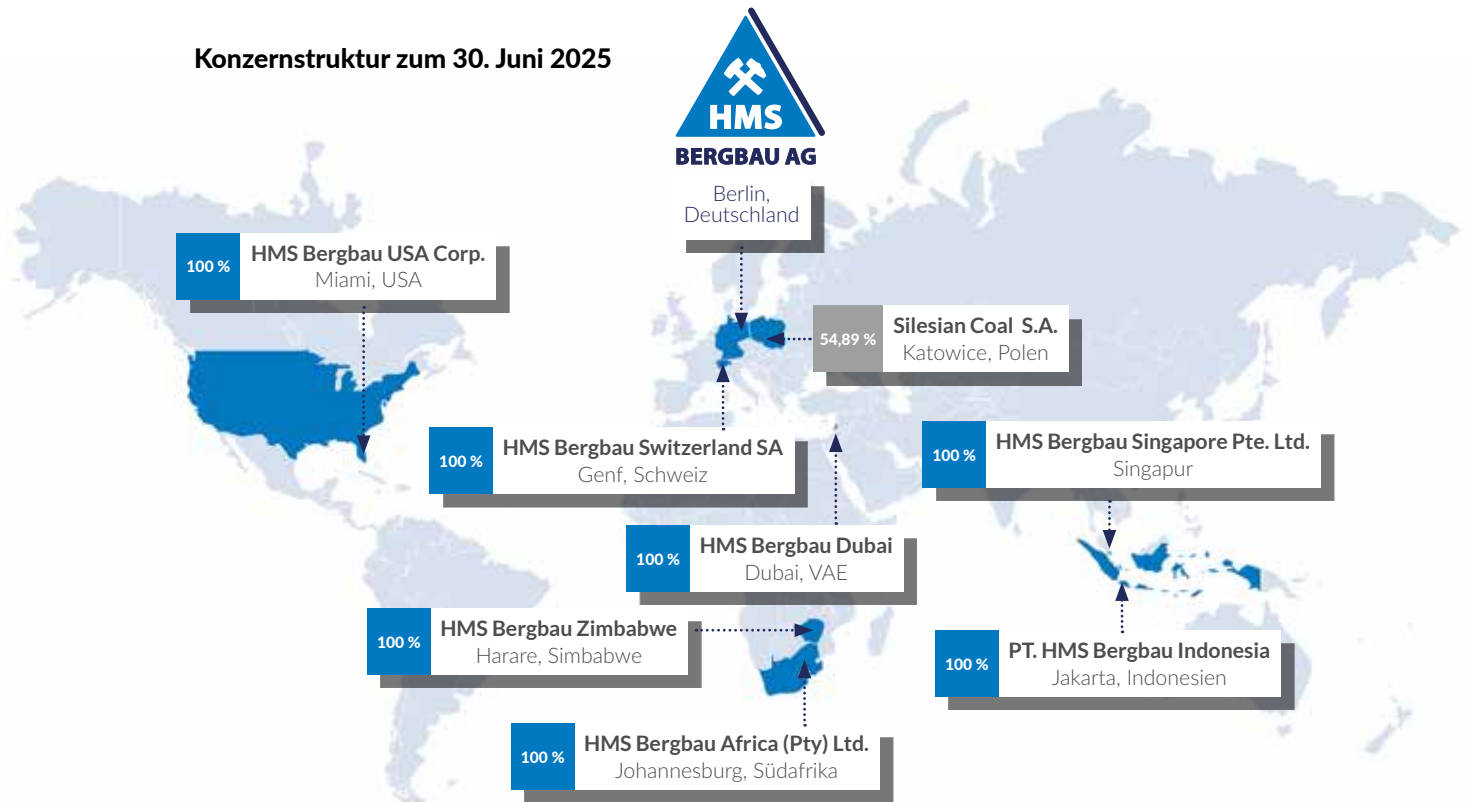 Konzernstruktur zum 30. Juni 2025
HMS
BERGBAU AG
Berlin,
Deutschland
100 %
HMS Bergbau USA Corp.
Miami, USA
54,89 %
Silesian Coal S.A.
Katowice, Polen
100 %
HMS Bergbau Switzerland SA
Genf, Schweiz
100 %
HMS Bergbau Singapore Pte. Ltd.
Singapur
100 %
HMS Bergbau Dubai
Dubai, VAE
100 %
HMS Bergbau Zimbabwe
Harare, Simbabwe
100 %
PT. HMS Bergbau Indonesia
Jakarta, Indonesien
100 %
HMS Bergbau Africa (Pty) Ltd.
Johannesburg, Südafrika